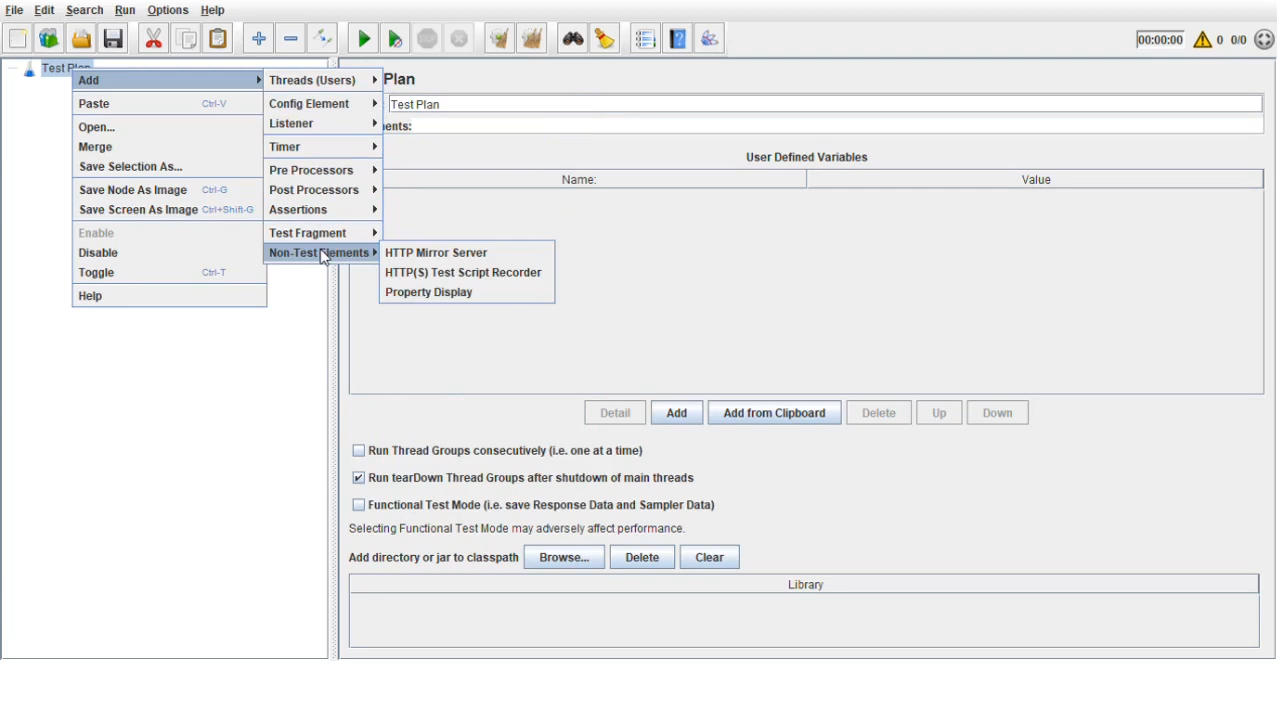 File Edit Search Run Options Help
00:00:00 0 0/0
Test Plan
Add
Paste Ctrl-V
Open...
Merge
Save Selection As...
Save Node As Image Ctrl-G
Save Screen As Image Ctrl+Shift-G
Enable
Disable
Toggle Ctrl-T
Help
Threads (Users)
Config Element
Listener
Timer
Pre Processors
Post Processors
Assertions
Test Fragment
Non-Test Elements
HTTP Mirror Server
HTTP(S) Test Script Recorder
Property Display
Plan
Test Plan
ents:
User Defined Variables
Name: Value
Detail Add Add from Clipboard Delete Up Down
Run Thread Groups consecutively (i.e. one at a time)
Run tearDown Thread Groups after shutdown of main threads
Functional Test Mode (i.e. save Response Data and Sampler Data)
Selecting Functional Test Mode may adversely affect performance.
Add directory or jar to classpath Browse... Delete Clear
Library